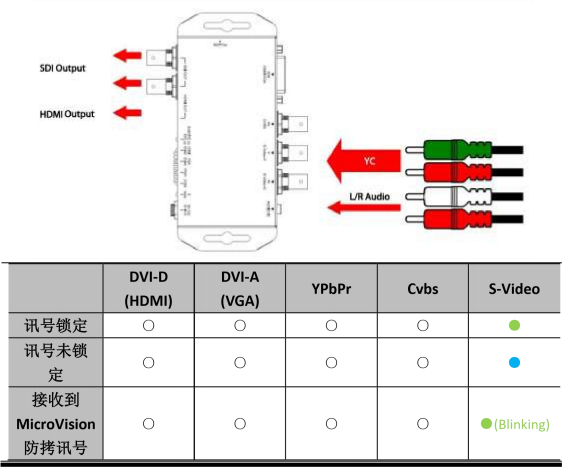 SDI Output
HDMI Output
YC
L/R Audio
DVI-D
(HDMI)
DVI-A
(VGA)
YPbPr
Cvbs
S-Video
讯号锁定
讯号未锁
定
接收到
MicroVision
防拷讯号
(Blinking)